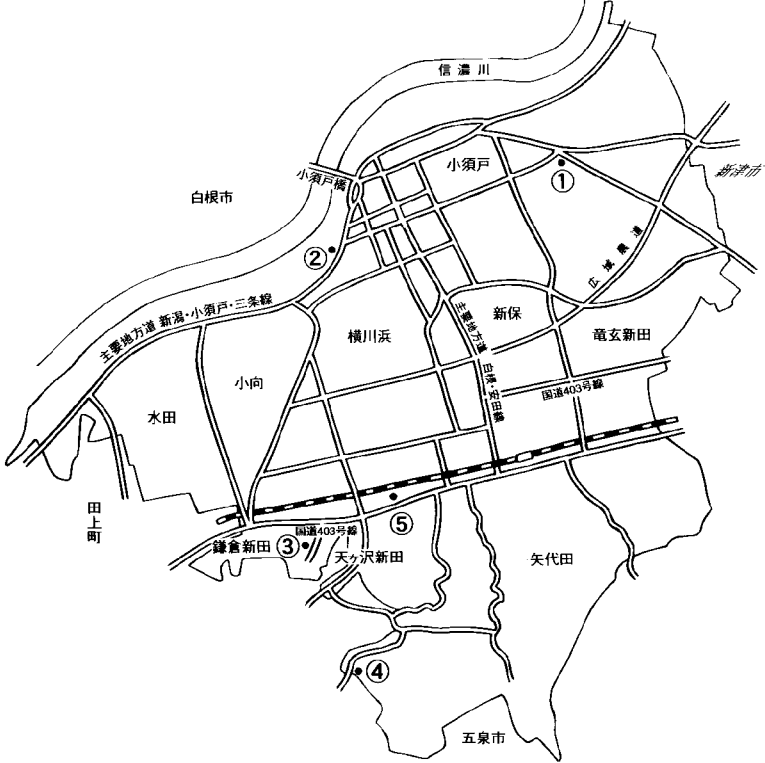 信濃川
小須戸
小須戸橋
①
新津市
白根市
②
広域農道
主要地方道 新潟・小須戸・三条線
横川浜
主要地方道 白根・安田線
新保
竜玄新田
小向
国道403号線
水田
田上町
⑤
国道403号線
鎌倉新田
③
天ヶ沢新田
矢代田
④
五泉市